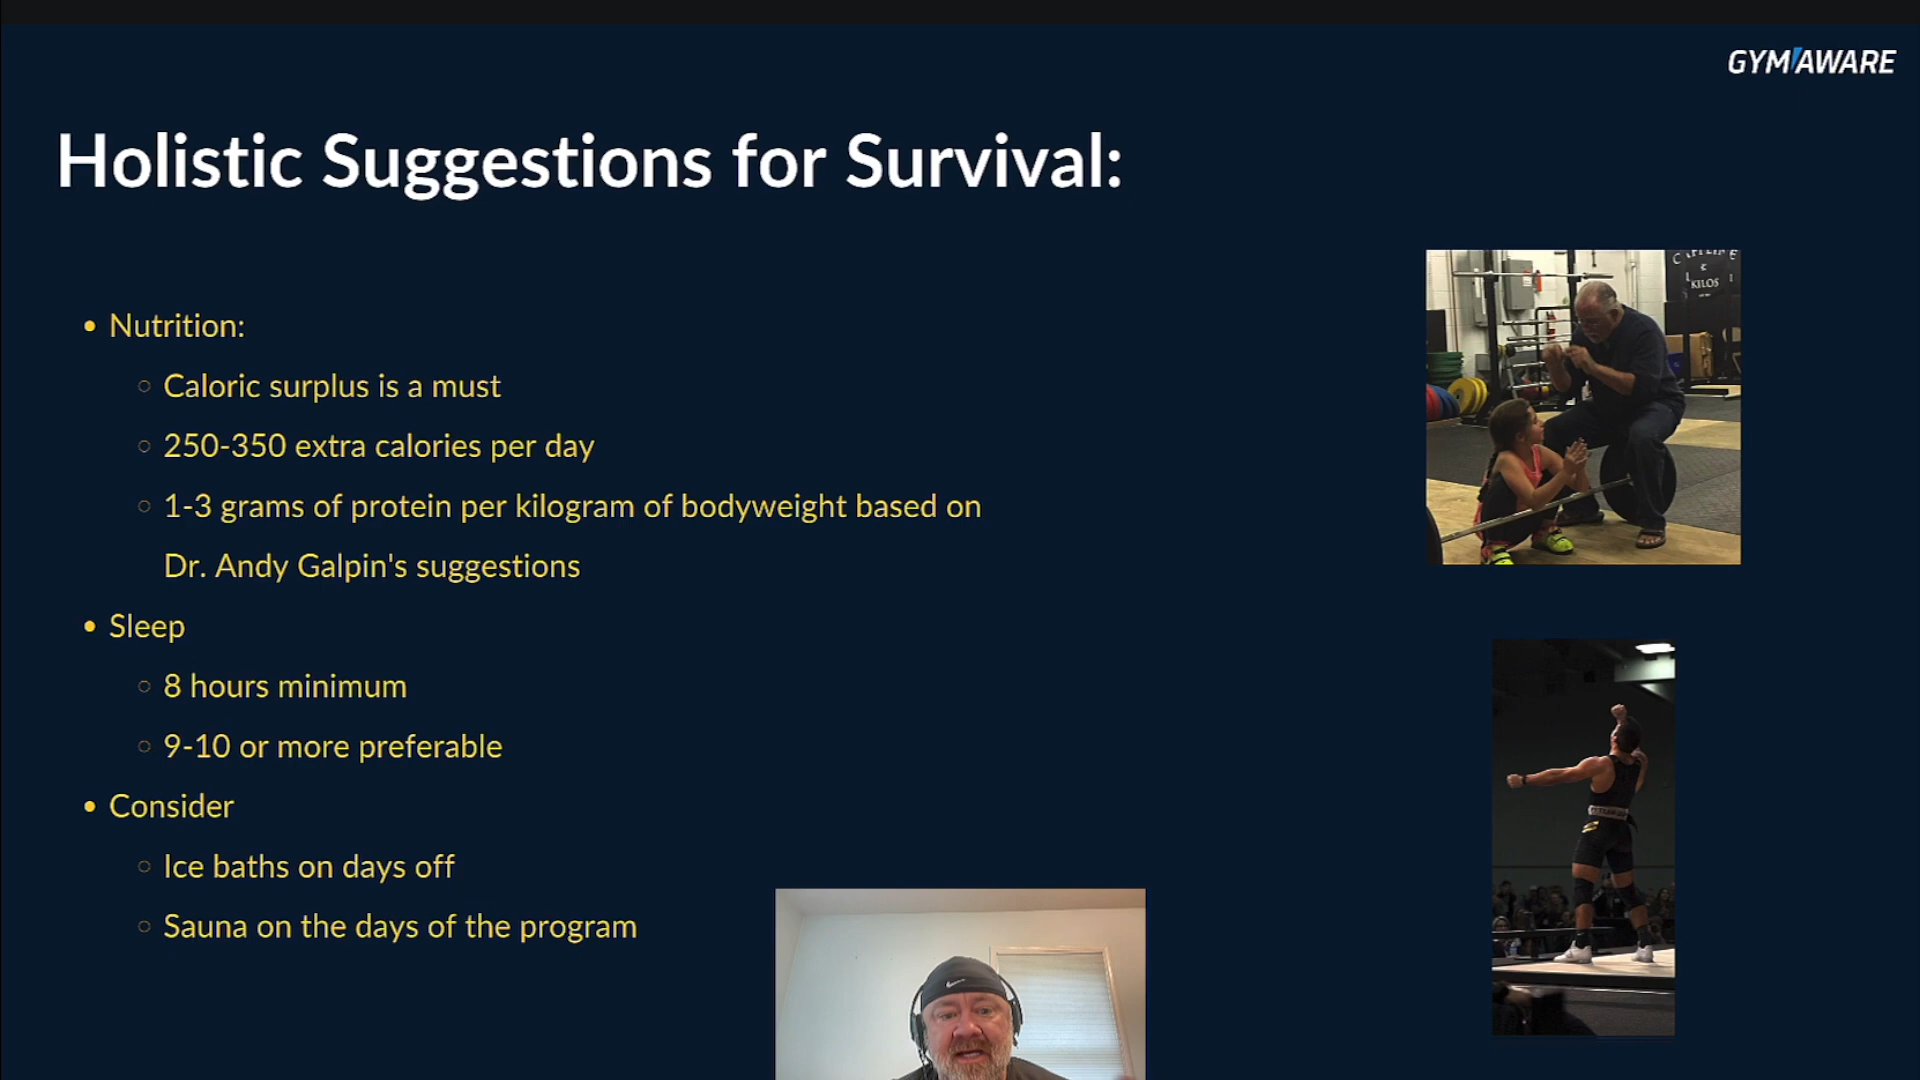 GYMAWARE
Holistic Suggestions for Survival:
• Nutrition:
○ Caloric surplus is a must
○ 250-350 extra calories per day
○ 1-3 grams of protein per kilogram of bodyweight based on
Dr. Andy Galpin's suggestions
• Sleep
○ 8 hours minimum
○ 9-10 or more preferable
• Consider
○ Ice baths on days off
○ Sauna on the days of the program
KILOS